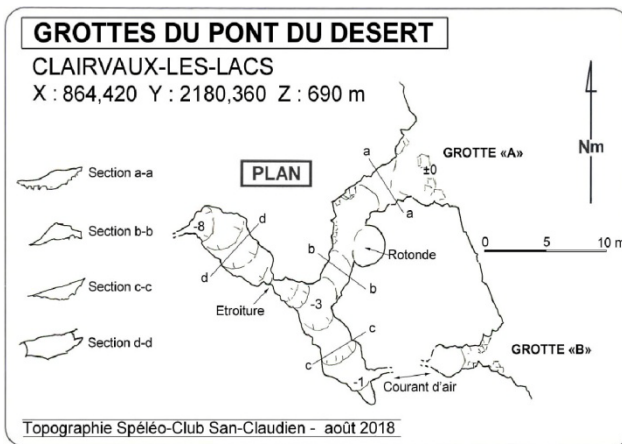 GROTTES DU PONT DU DESERT
CLAIRVAUX-LES-LACS
X : 864,420 Y : 2180,360 Z : 690 m
Nm
GROTTE «A»
±0
a
a
PLAN
Section a-a
Section b-b
Section c-c
Section d-d
-8
d
d
b
b
Rotonde
0 5 10 m
Etroiture
-3
c
c
-1
GROTTE «B»
Courant d'air
Topographie Spéléo-Club San-Claudien - août 2018